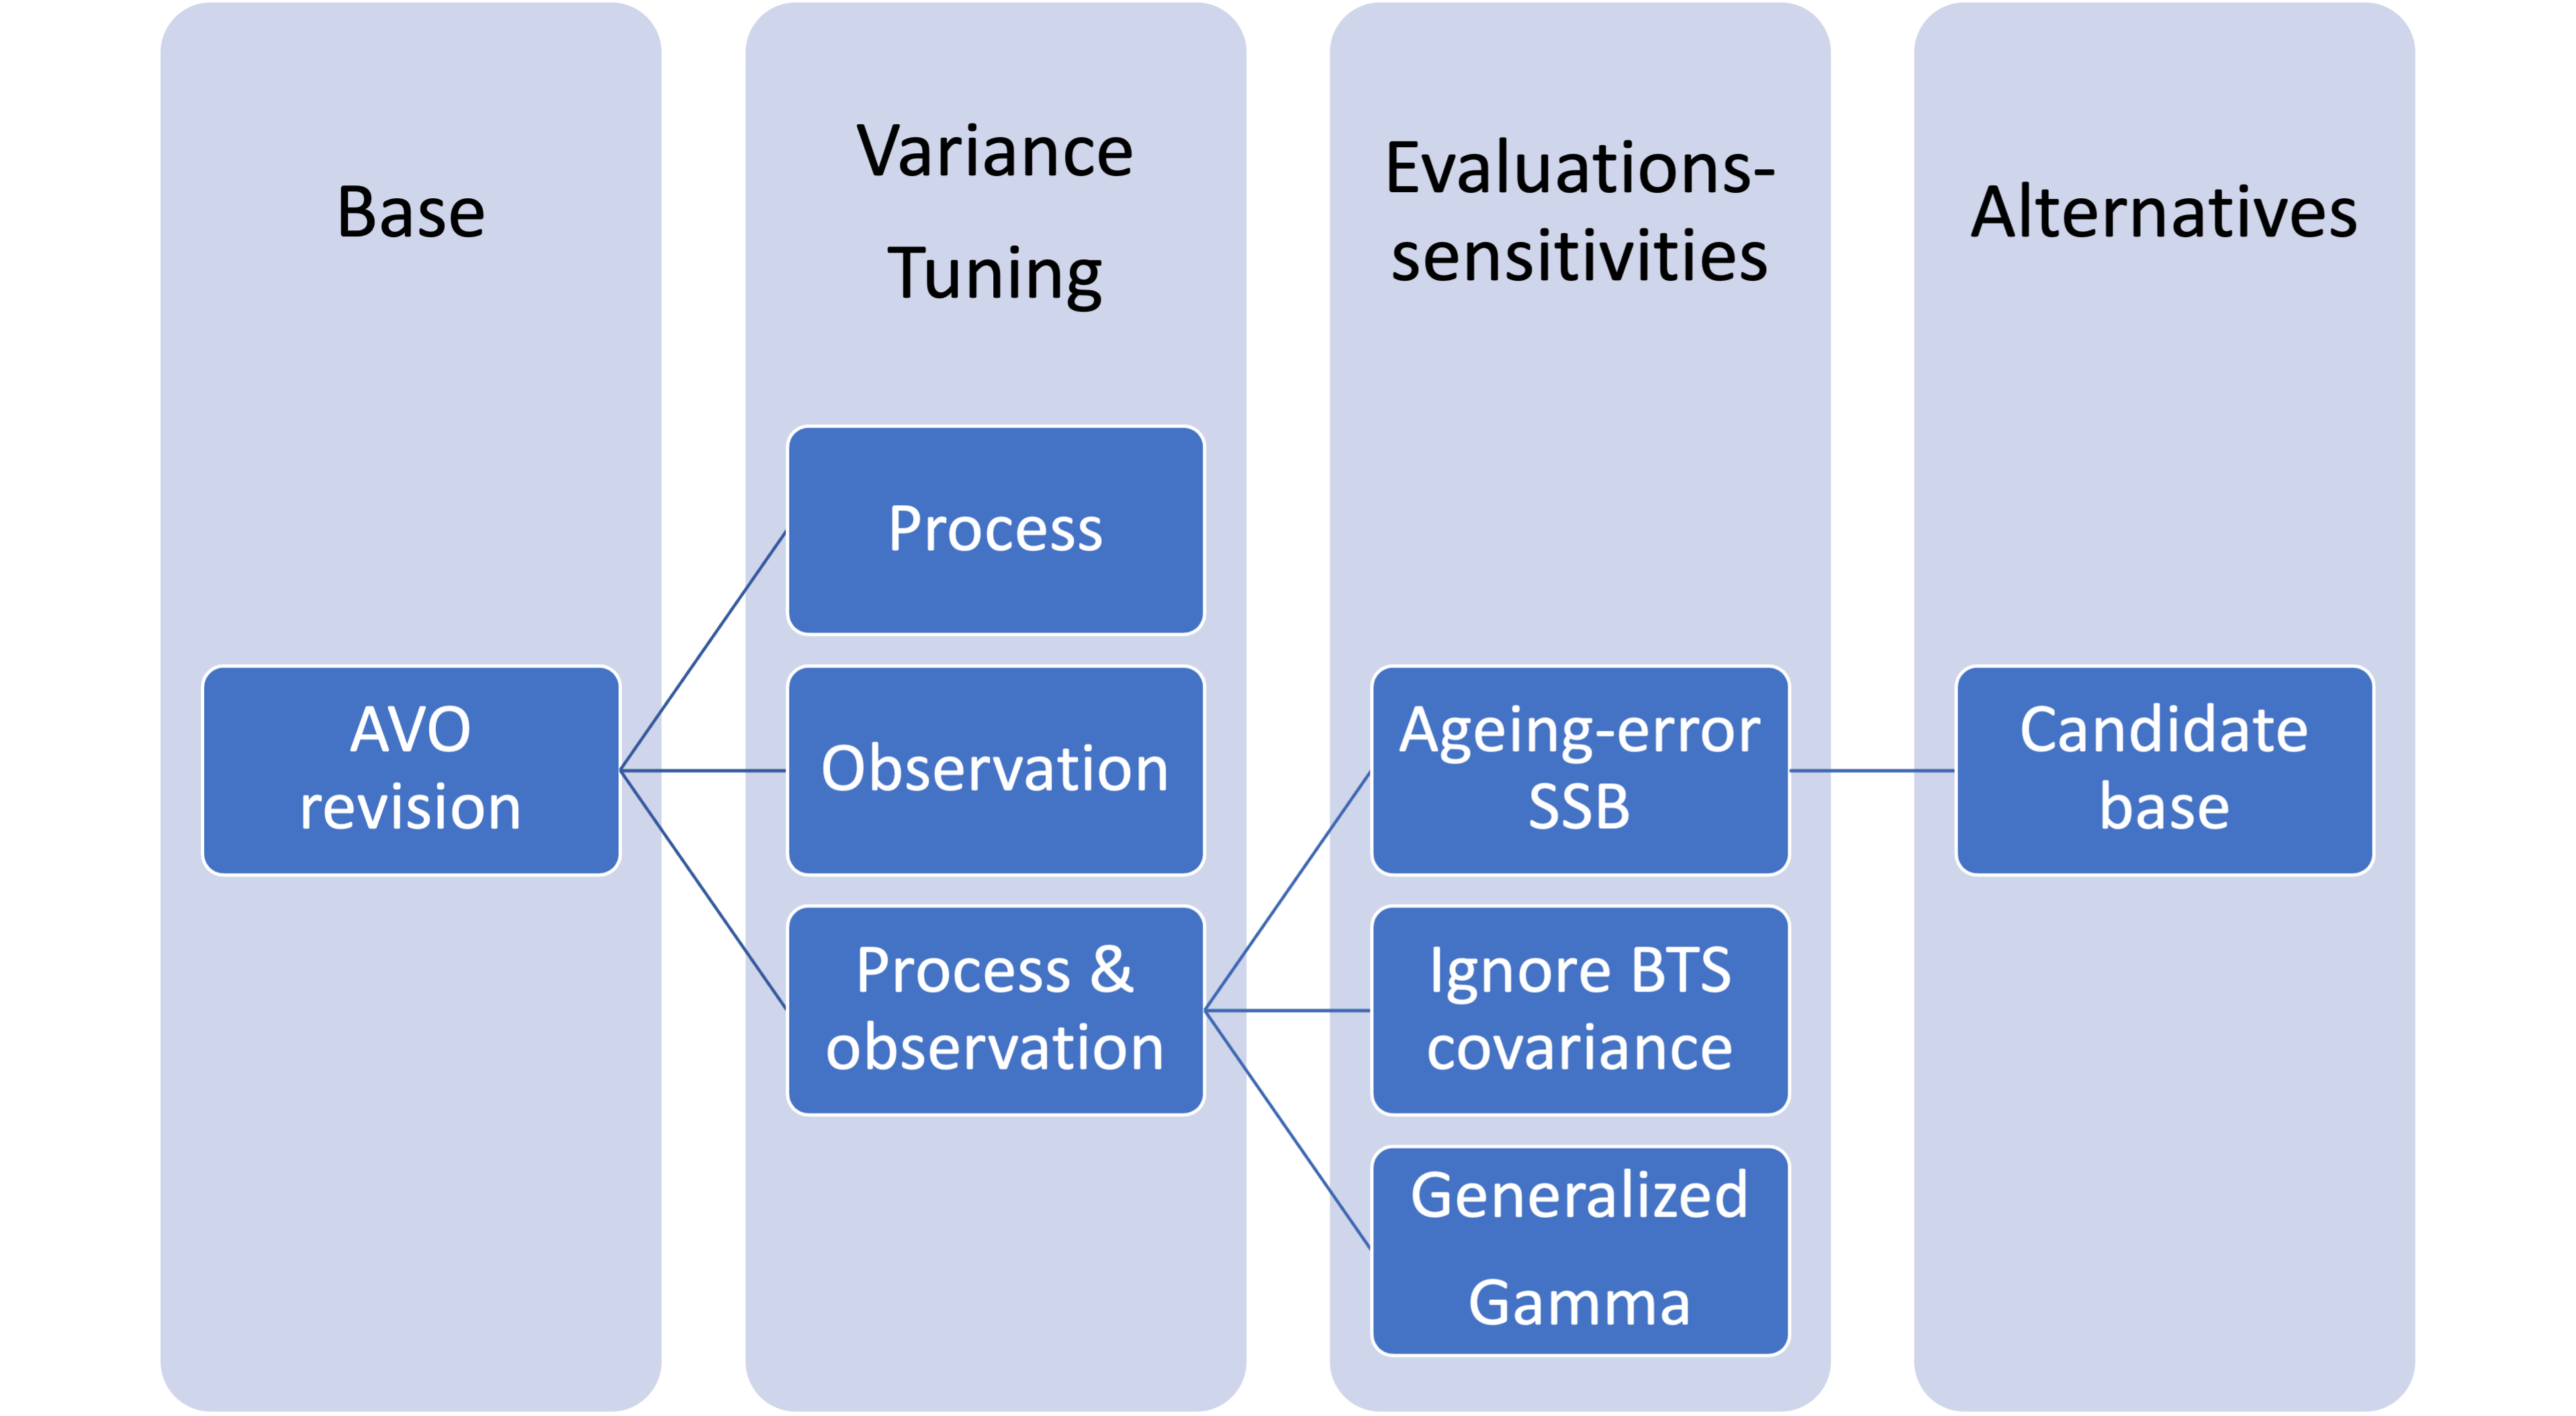 Base
AVO
revision
Variance
Tuning
Process
Observation
Process &
observation
Evaluations-
sensitivities
Ageing-error
SSB
Ignore BTS
covariance
Generalized
Gamma
Alternatives
Candidate
base